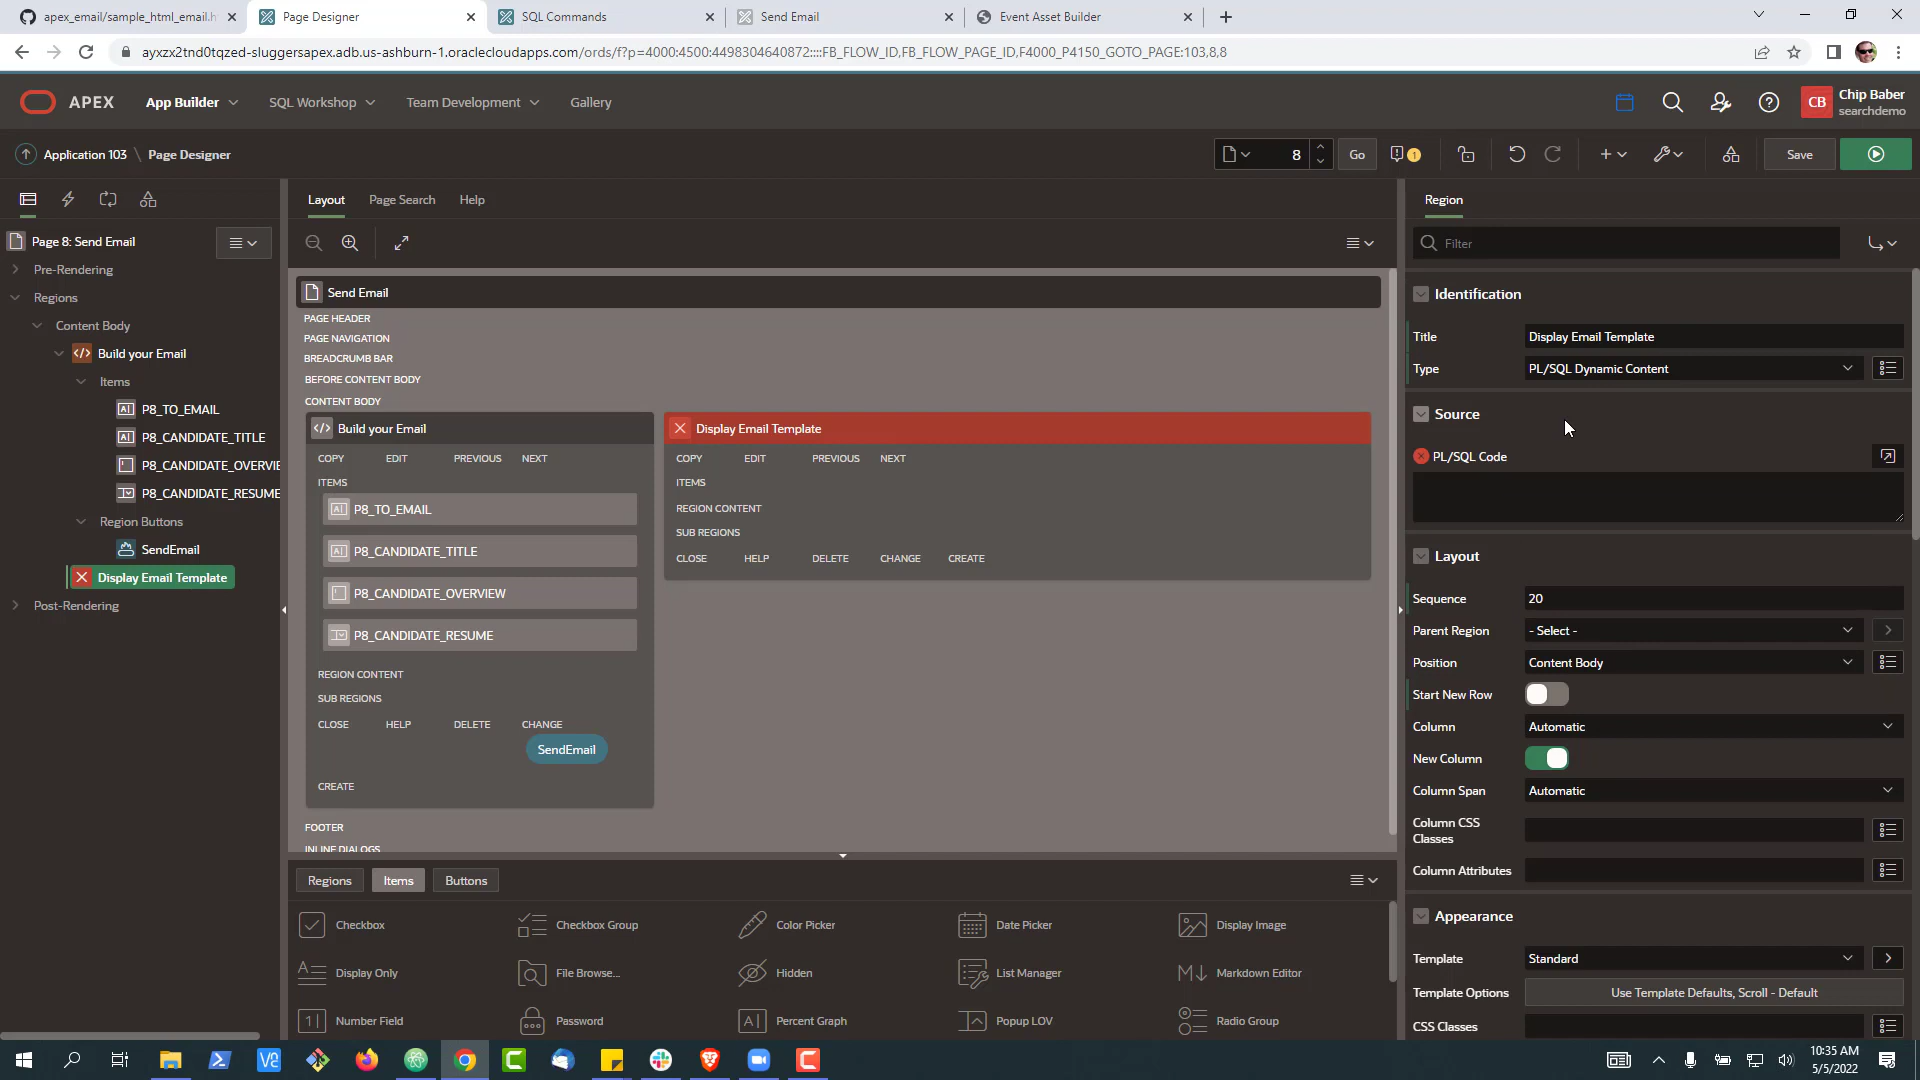 apex_email/sample_html_email.h
Page Designer
SQL Commands
Send Email
Event Asset Builder
ayxzx2tnd0tqzed-sluggersapex.adb.us-ashburn-1.oraclecloudapps.com/ords/f?p=4000:4500:4498304640872::::FB_FLOW_ID,FB_FLOW_PAGE_ID,F4000_P4150_GOTO_PAGE:103,8,8
APEX
App Builder
SQL Workshop
Team Development
Gallery
CB
Chip Baber
searchdemo
Application 103 \ Page Designer
8
Go
1
Save
Layout
Page Search
Help
Region
Page 8: Send Email
Pre-Rendering
Regions
Content Body
Build your Email
Items
P8_TO_EMAIL
P8_CANDIDATE_TITLE
P8_CANDIDATE_OVERVIE
P8_CANDIDATE_RESUME
Region Buttons
SendEmail
Display Email Template
Post-Rendering
Send Email
PAGE HEADER
PAGE NAVIGATION
BREADCRUMB BAR
BEFORE CONTENT BODY
CONTENT BODY
Build your Email
COPY EDIT PREVIOUS NEXT
ITEMS
P8_TO_EMAIL
P8_CANDIDATE_TITLE
P8_CANDIDATE_OVERVIEW
P8_CANDIDATE_RESUME
REGION CONTENT
SUB REGIONS
CLOSE HELP DELETE CHANGE
SendEmail
CREATE
Display Email Template
COPY EDIT PREVIOUS NEXT
ITEMS
REGION CONTENT
SUB REGIONS
CLOSE HELP DELETE CHANGE CREATE
FOOTER
INLINE DIALOGS
Regions
Items
Buttons
Checkbox
Checkbox Group
Color Picker
Date Picker
Display Image
Display Only
File Browse...
Hidden
List Manager
Markdown Editor
Number Field
Password
Percent Graph
Popup LOV
Radio Group
Filter
Identification
Title Display Email Template
Type PL/SQL Dynamic Content
Source
PL/SQL Code
Layout
Sequence 20
Parent Region - Select -
Position Content Body
Start New Row
Column Automatic
New Column
Column Span Automatic
Column CSS
Classes
Column Attributes
Appearance
Template Standard
Template Options Use Template Defaults, Scroll - Default
CSS Classes
10:35 AM
5/5/2022